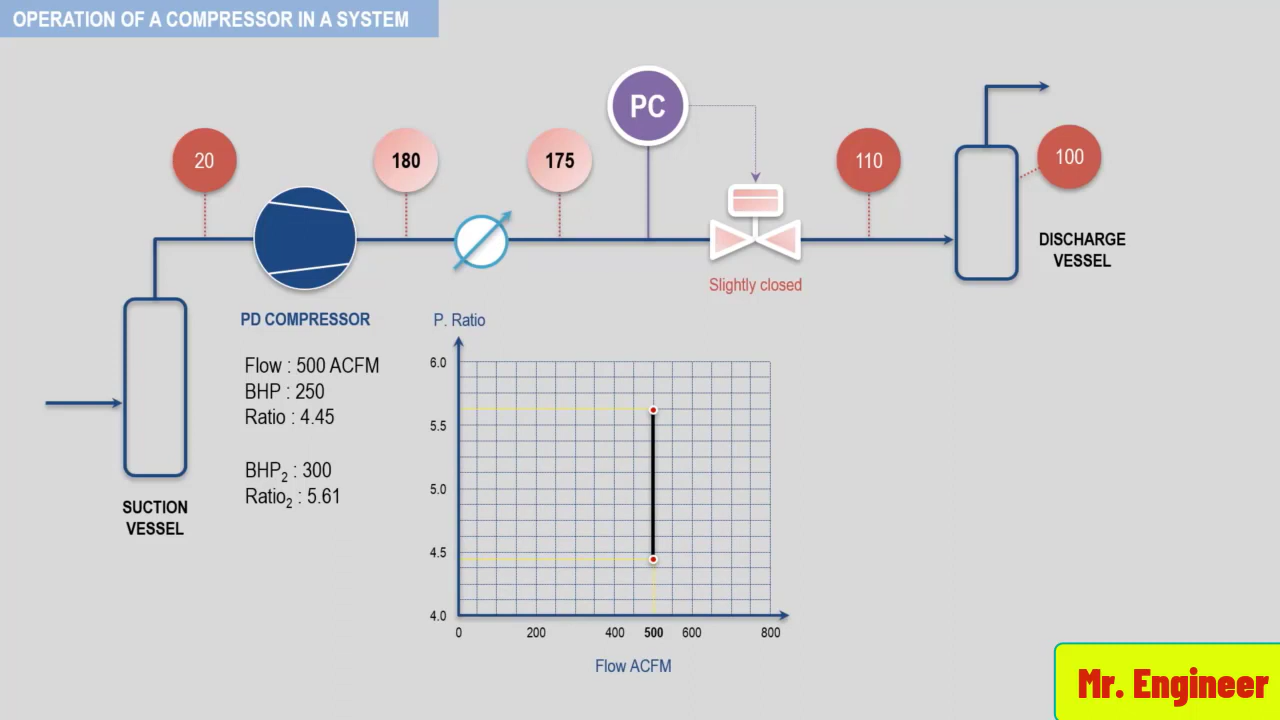 OPERATION OF A COMPRESSOR IN A SYSTEM
PC
20
180
175
110
100
DISCHARGE
VESSEL
Slightly closed
PD COMPRESSOR
P. Ratio
Flow : 500 ACFM
BHP : 250
Ratio : 4.45
BHP₂ : 300
Ratio₂ : 5.61
SUCTION
VESSEL
6.0
5.5
5.0
4.5
4.0
0 200 400 500 600 800
Flow ACFM
Mr. Engineer